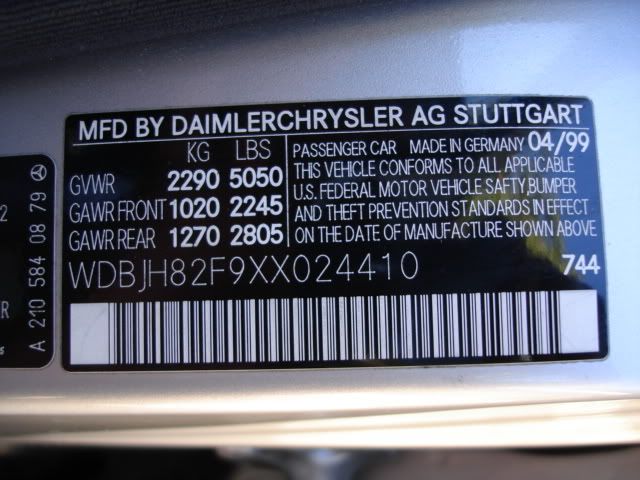 MFD BY DAIMLERCHRYSLER AG STUTTGART
KG LBS
GVWR 2290 5050
GAWR FRONT 1020 2245
GAWR REAR 1270 2805
PASSENGER CAR MADE IN GERMANY 04/99
THIS VEHICLE CONFORMS TO ALL APPLICABLE
U.S. FEDERAL MOTOR VEHICLE SAFTY, BUMPER
AND THEFT PREVENTION STANDARDS IN EFFECT
ON THE DATE OF MANUFACTURE SHOWN ABOVE
WDBJH82F9XX024410 744
A 210 584 08 79
2